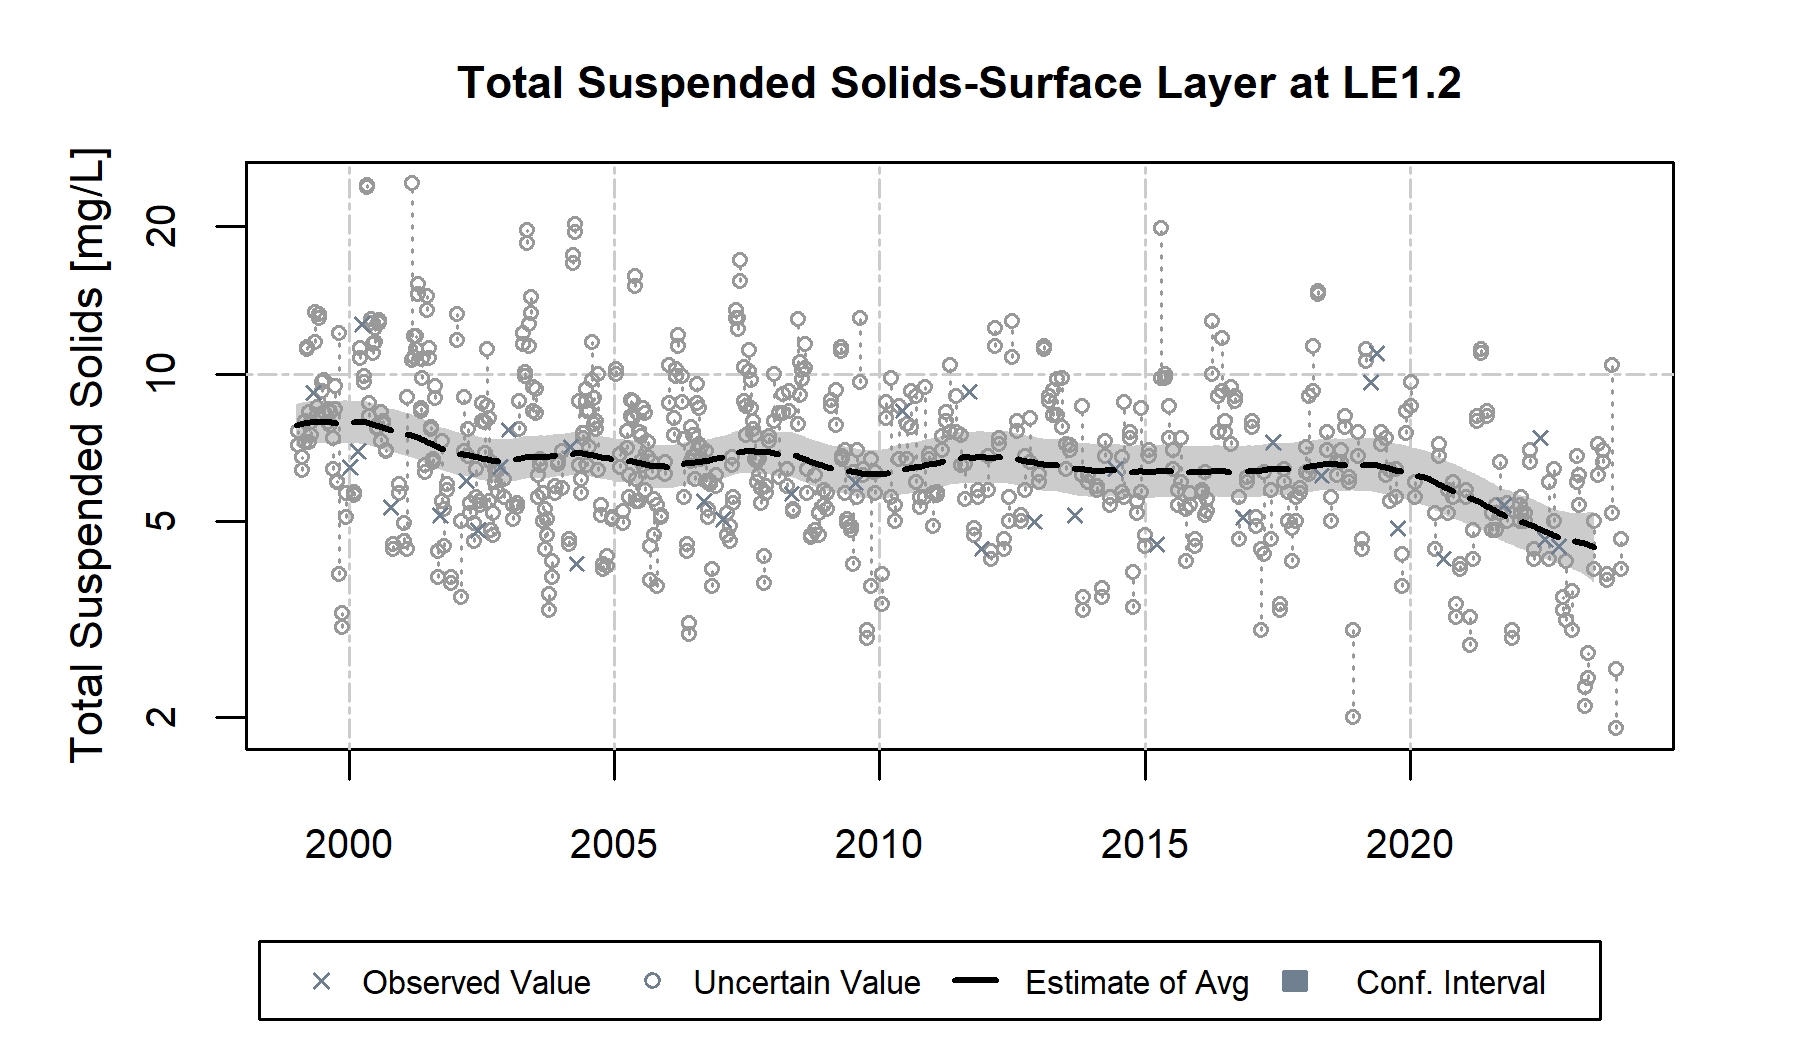 Total Suspended Solids-Surface Layer at LE1.2
Total Suspended Solids [mg/L]
20
10
5
2
2000 2005 2010 2015 2020
Observed Value Uncertain Value Estimate of Avg Conf. Interval